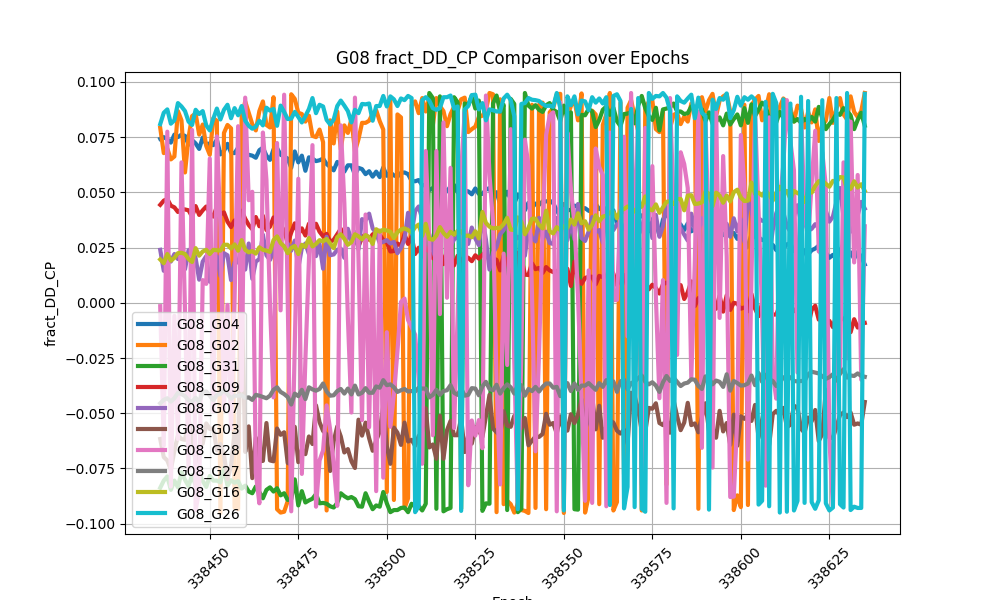 G08 fract_DD_CP Comparison over Epochs
fract_DD_CP
0.100
0.075
0.050
0.025
0.000
−0.025
−0.050
−0.075
−0.100
G08_G04
G08_G02
G08_G31
G08_G09
G08_G07
G08_G03
G08_G28
G08_G27
G08_G16
G08_G26
338450
338475
338500
338525
338550
338575
338600
338625
Epoch